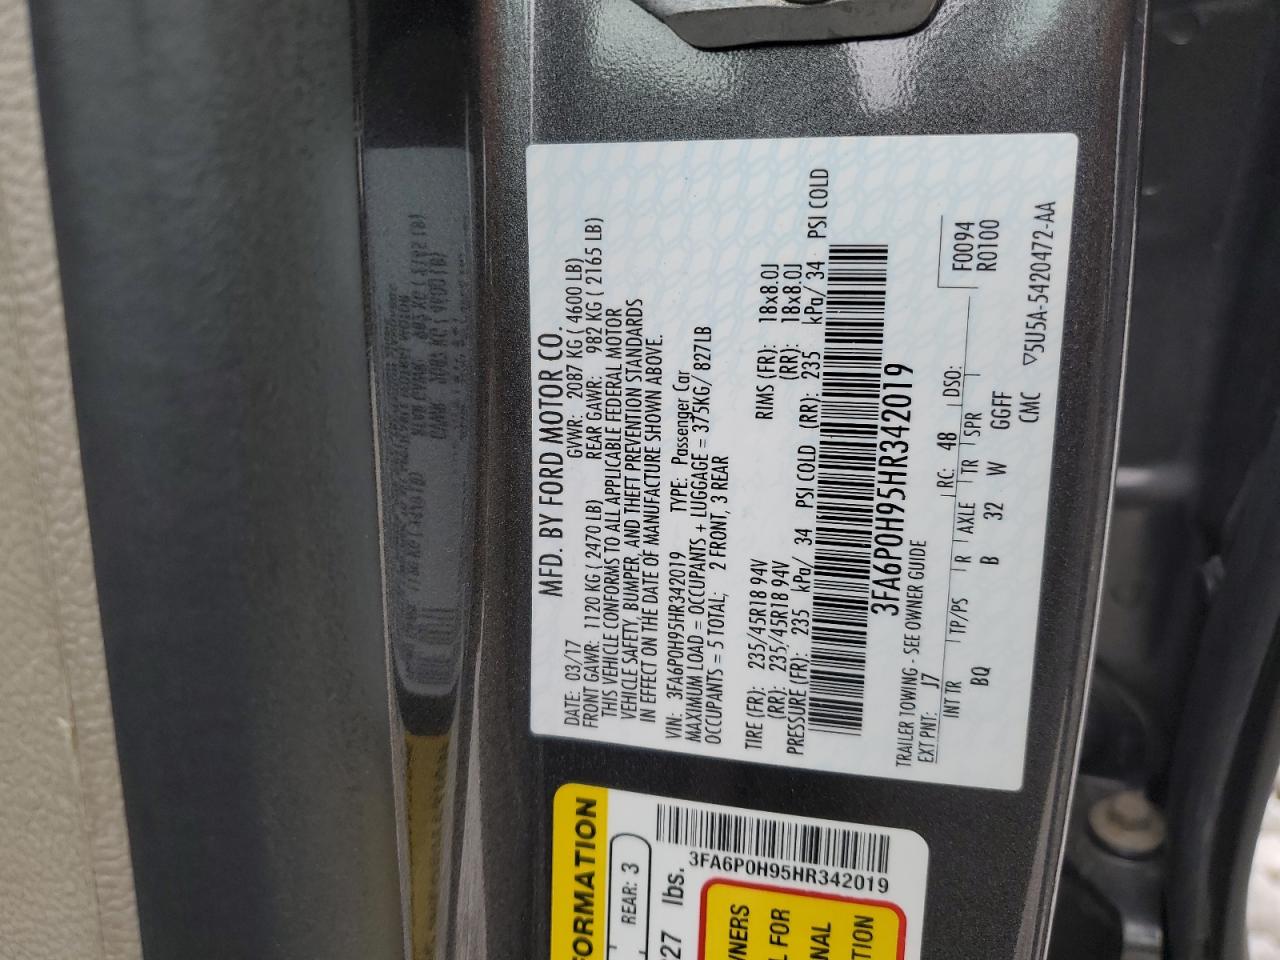 MFD. BY FORD MOTOR CO.
DATE: 03/17 GVWR: 2087 KG ( 4600 LB)
FRONT GAWR: 1120 KG ( 2470 LB) REAR GAWR: 982 KG ( 2165 LB)
THIS VEHICLE CONFORMS TO ALL APPLICABLE FEDERAL MOTOR
VEHICLE SAFETY, BUMPER, AND THEFT PREVENTION STANDARDS
IN EFFECT ON THE DATE OF MANUFACTURE SHOWN ABOVE.
VIN: 3FA6P0H95HR342019 TYPE: Passenger Car
MAXIMUM LOAD = OCCUPANTS + LUGGAGE = 375KG/ 827LB
OCCUPANTS = 5 TOTAL: 2 FRONT, 3 REAR
TIRE (FR): 235/45R18 94V RIMS (FR): 18x8.0J
(RR): 235/45R18 94V (RR): 18x8.0J
PRESSURE (FR): 235 kPa/ 34 PSI COLD (RR): 235 kPa/ 34 PSI COLD
3FA6P0H95HR342019
TRAILER TOWING - SEE OWNER GUIDE
EXT PNT: J7 RC: 48 DSO: F0094
R0100
INT TR TP/PS R AXLE TR SPR
BQ B 32 W GGFF
CMC ▽5U5A-5420472-AA
FORMATION
REAR: 3
27 lbs.
3FA6P0H95HR342019
WNERS
L FOR
NAL
TION